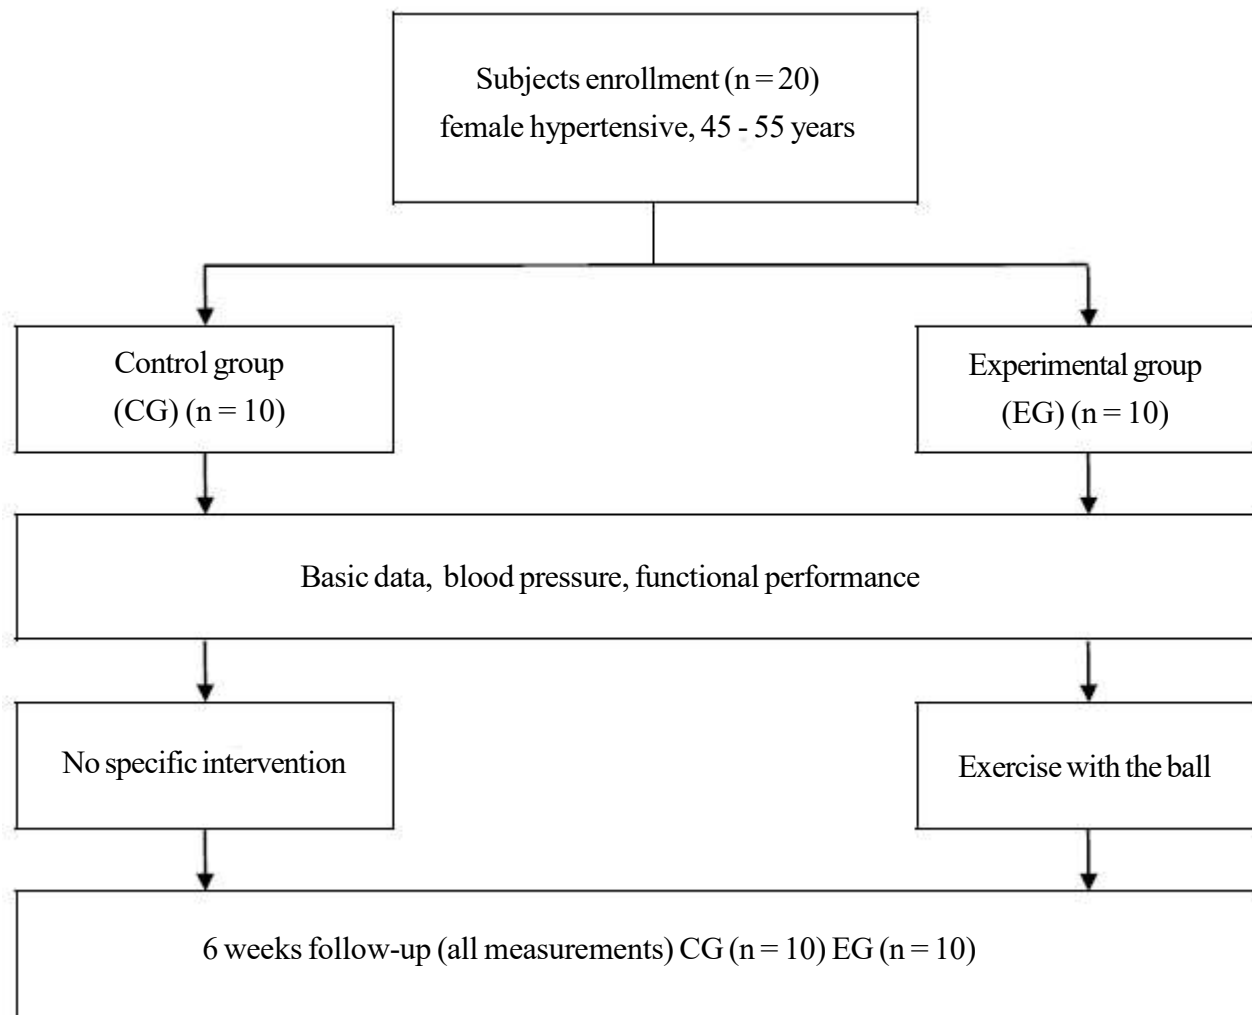 Subjects enrollment (n = 20)
female hypertensive, 45 - 55 years
Control group
(CG) (n = 10)
Experimental group
(EG) (n = 10)
Basic data, blood pressure, functional performance
No specific intervention
Exercise with the ball
6 weeks follow-up (all measurements) CG (n = 10) EG (n = 10)